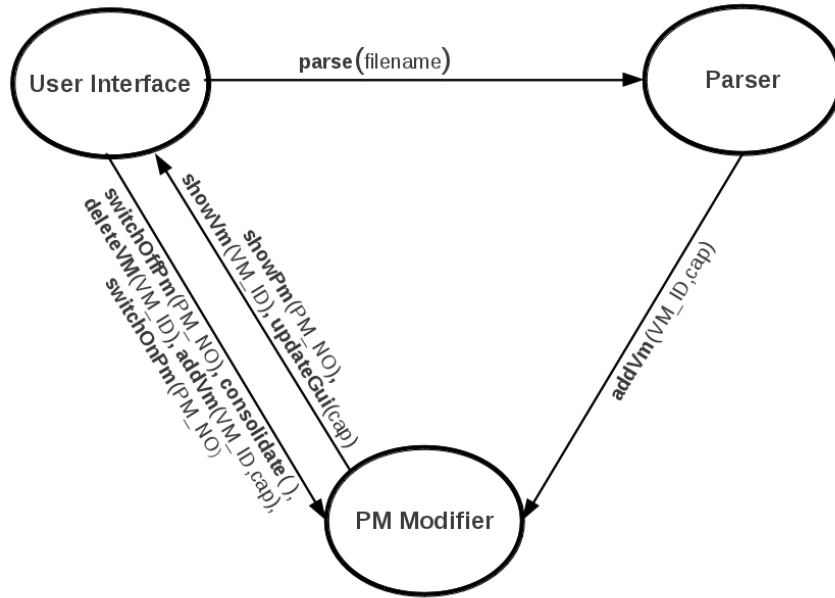 User Interface
parse(filename)
Parser
showPm(PM_NO),
showVm(VM_ID), updateGui(cap)
switchOffPm(PM_NO), consolidate(),
deleteVM(VM_ID), addVm(VM_ID,cap),
switchOnPm(PM_NO)
addVm(VM_ID,cap)
PM Modifier